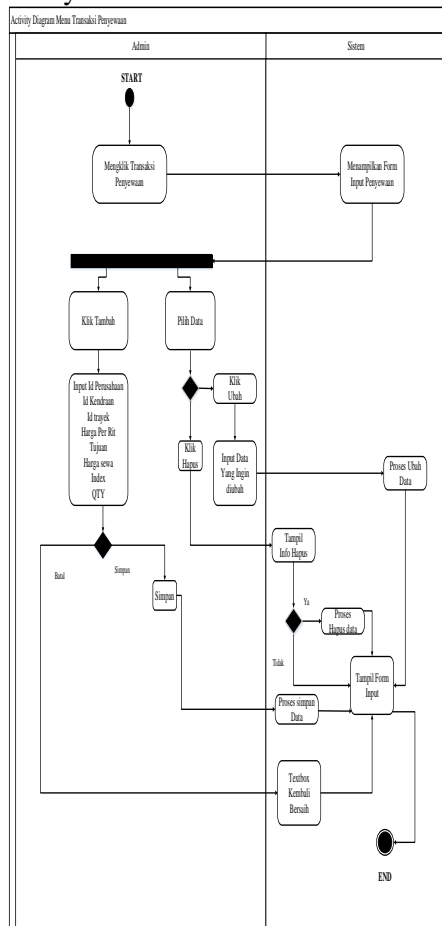 Activity Diagram Menu Transaksi Penyewaan
Admin
Sistem
START
Mengklik Transaksi
Penyewaan
Menampilkan Form
Input Penyewaan
Klik Tambah
Pilih Data
Klik
Ubah
Input Id Perusahaan
Id Kendraan
Id trayek
Harga Per Rit
Tujuan
Harga sewa
Index
QTY
Klik
Hapus
Input Data
Yang Ingin
diubah
Proses Ubah
Data
Tampil
Info Hapus
Batal
Simpan
Simpan
Ya
Proses
Hapus data
Tidak
Tampil Form
Input
Proses simpan
Data
Textbox
Kembali
Bersaih
END